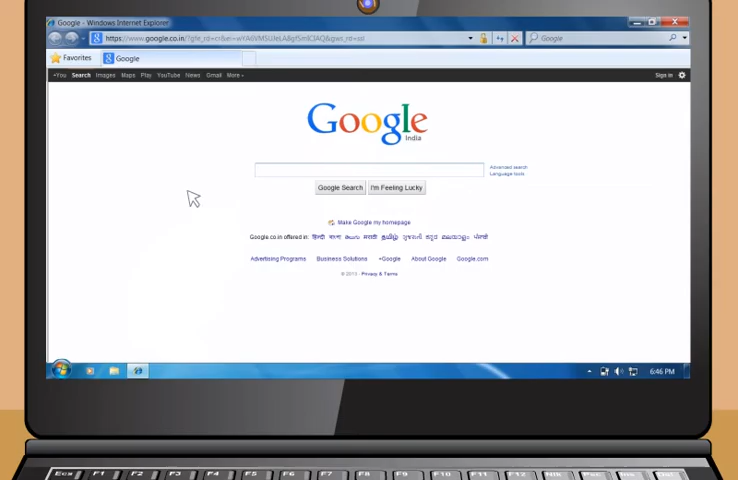 Google - Windows Internet Explorer
Google
Favorites
Google
+You Search Images Maps Play YouTube News Gmail More
Sign in
Google
India
Advanced search
Language tools
Google Search
I'm Feeling Lucky
Make Google my homepage
Google.co.in offered in: हिन्दी বাংলা తెలుగు मराठी தமிழ் ગુજરાતી ಕನ್ನಡ മലയാളം ਪੰਜਾਬੀ
Advertising Programs Business Solutions +Google About Google Google.com
© 2013 - Privacy & Terms
6:46 PM
Esc F1 F2 F3 F4 F5 F6 F7 F8 F9 F10 F11 F12